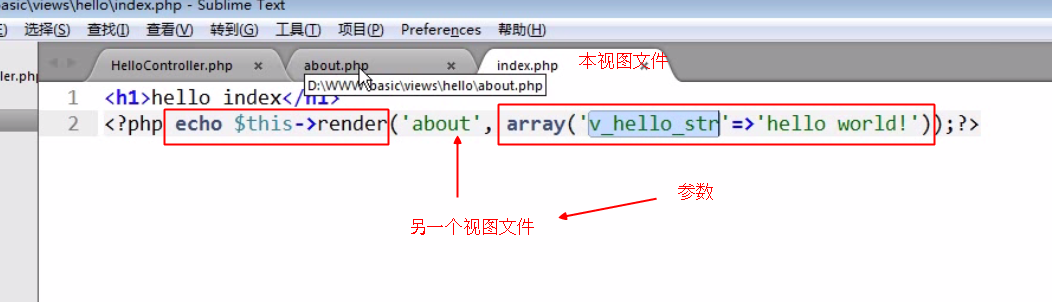 basic\views\hello\index.php - Sublime Text
选择(S) 查找(I) 查看(V) 转到(G) 工具(T) 项目(P) Preferences 帮助(H)
ler.php HelloController.php × about.php × index.php 本视图文件
D:\WWW\basic\views\hello\about.php
1 <h1>hello index</h1>
2 <?php echo $this->render('about', array('v_hello_str'=>'hello world!'));?>
参数
另一个视图文件